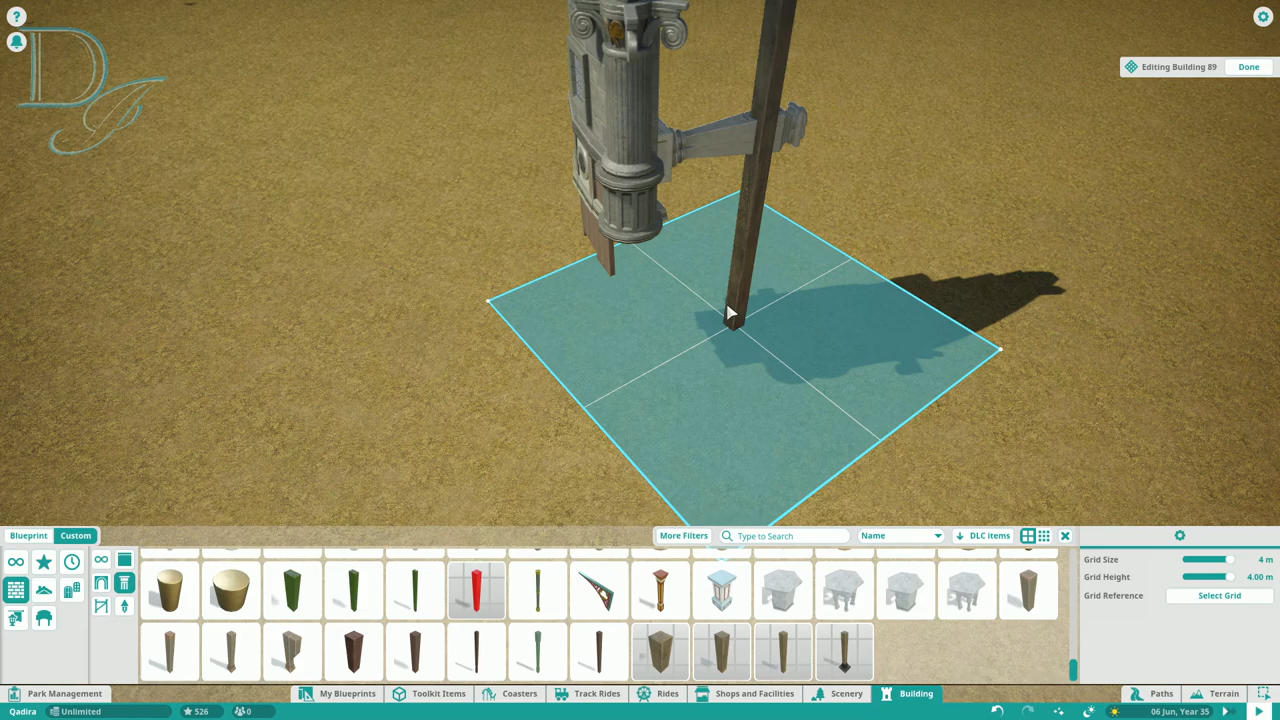 ?
DJ
Editing Building 89 Done
Blueprint Custom
More Filters Type to Search Name DLC items
Grid Size 4 m
Grid Height 4.00 m
Grid Reference Select Grid
Park Management My Blueprints Toolkit Items Coasters Track Rides Rides Shops and Facilities Scenery Building Paths Terrain
Qadira Unlimited 526 0 06 Jun, Year 35